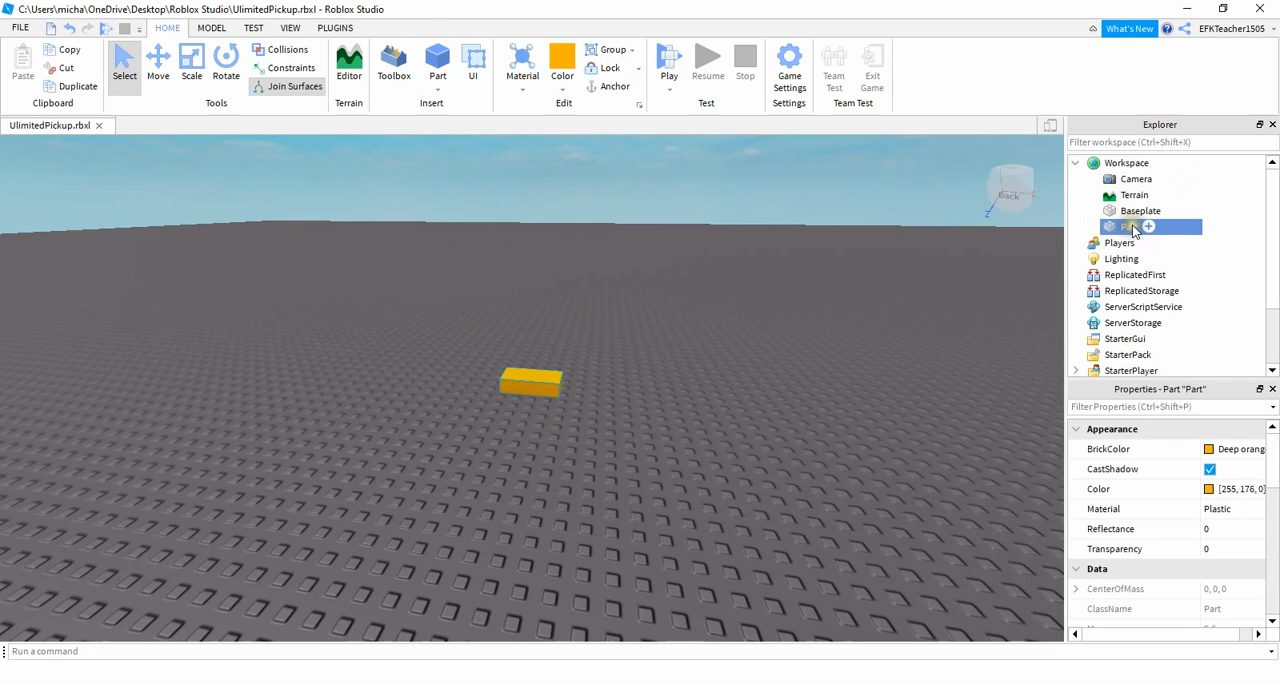 C:\Users\micha\OneDrive\Desktop\Roblox Studio\UlimitedPickup.rbxl - Roblox Studio
FILE HOME MODEL TEST VIEW PLUGINS What's New EFKTeacher1505
Paste Copy Cut Duplicate Clipboard
Select Move Scale Rotate Collisions Constraints Join Surfaces Tools
Editor Terrain
Toolbox Part UI Insert
Material Color Group Lock Anchor Edit
Play Resume Stop Test
Game Settings Settings
Team Test Exit Game Team Test
UlimitedPickup.rbxl
Back
Explorer
Filter workspace (Ctrl+Shift+X)
Workspace
Camera
Terrain
Baseplate
Players
Lighting
ReplicatedFirst
ReplicatedStorage
ServerScriptService
ServerStorage
StarterGui
StarterPack
StarterPlayer
Properties - Part "Part"
Filter Properties (Ctrl+Shift+P)
Appearance
BrickColor Deep orang
CastShadow
Color [255, 176, 0]
Material Plastic
Reflectance 0
Transparency 0
Data
CenterOfMass 0, 0, 0
ClassName Part
Run a command